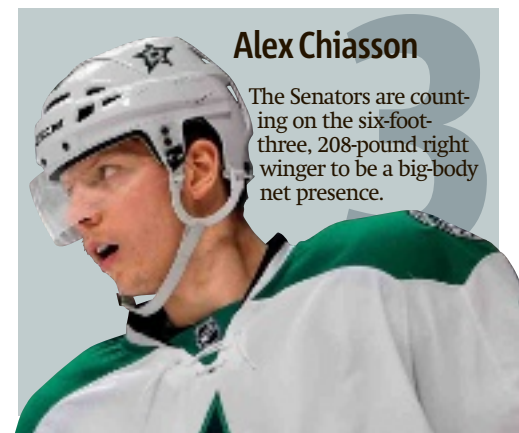 3
Alex Chiasson
The Senators are count-
ing on the six-foot-
three, 208-pound right
winger to be a big-body
net presence.